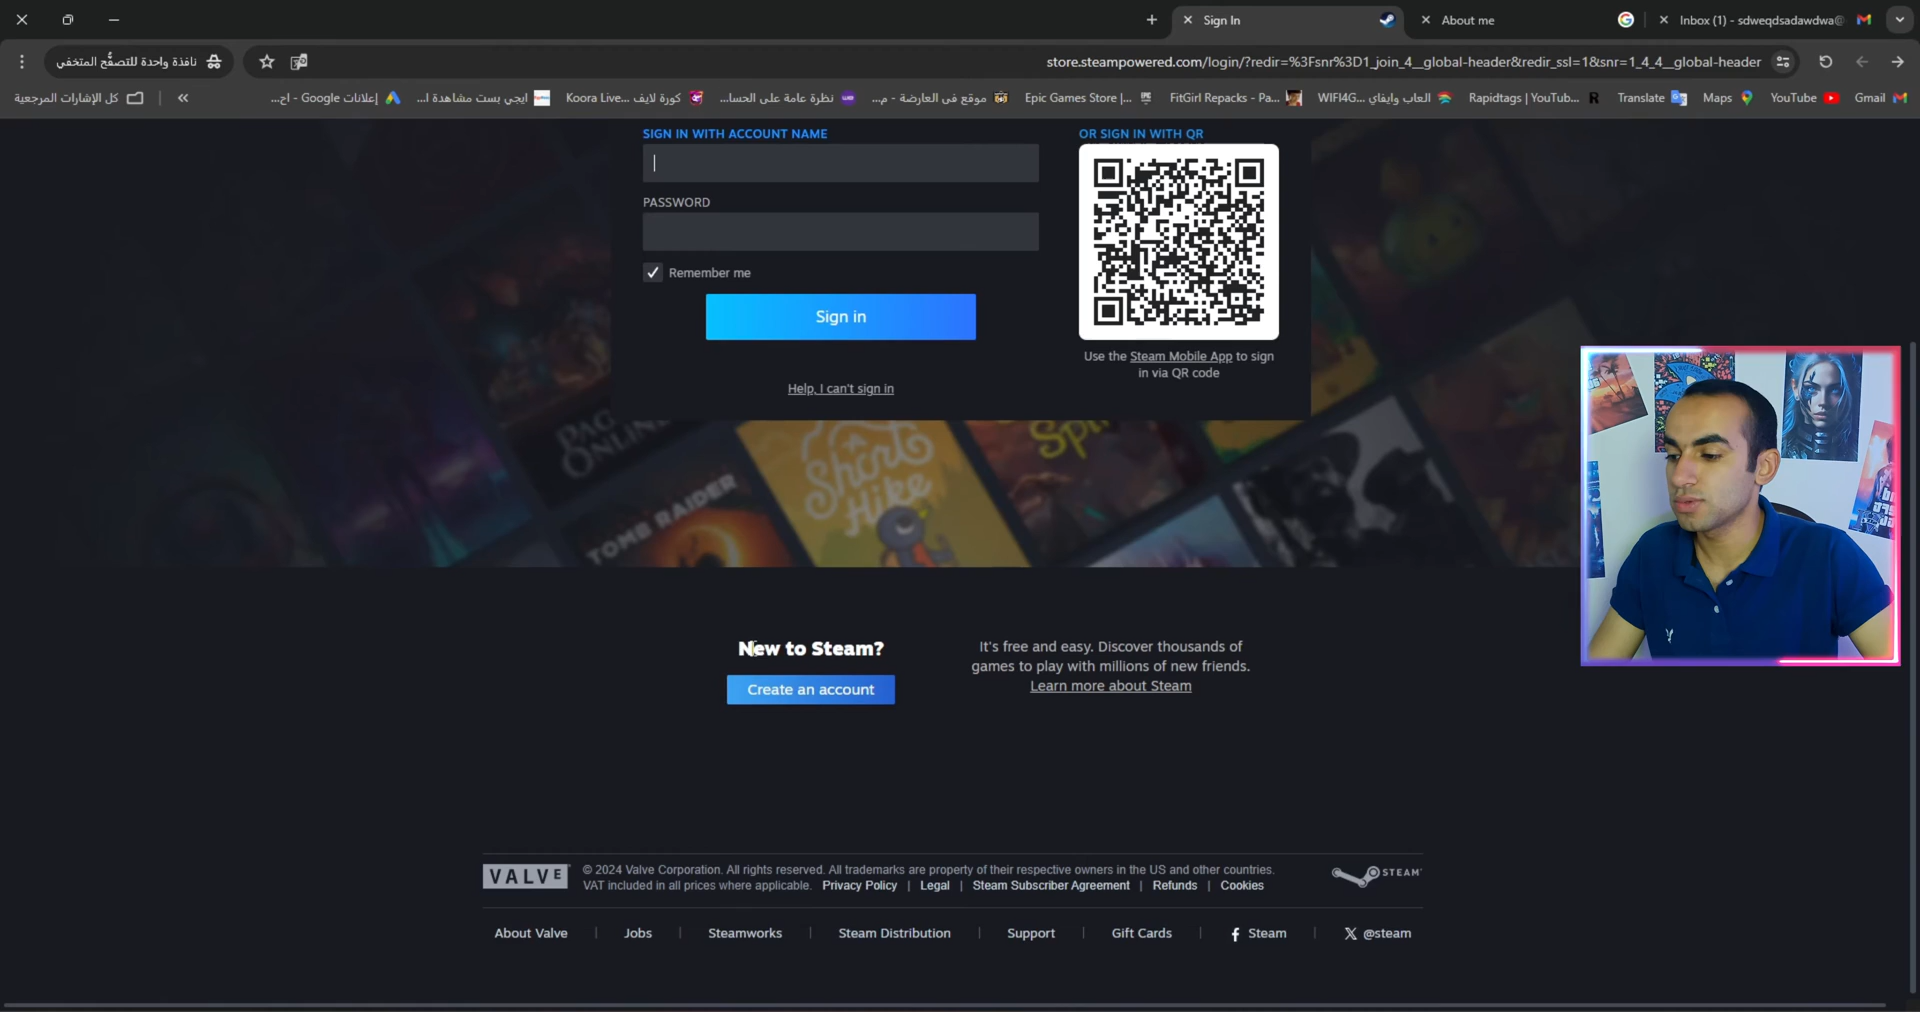 Sign In
About me
Inbox (1) - sdweqdsadawdwa@
نافذة واحدة للتصفُّح المتخفي
store.steampowered.com/login/?redir=%3Fsnr%3D1_join_4__global-header&redir_ssl=1&snr=1_4_4__global-header
كل الإشارات المرجعية
إعلانات Google - اح...
ايجي بست مشاهدة ا...
كورة لايف Koora Live...
نظرة عامة على الحسا...
موقع فى العارضة - م...
Epic Games Store |...
FitGirl Repacks - Pa...
العاب وايفاي WIFI4G...
Rapidtags | YouTub...
Translate
Maps
YouTube
Gmail
SIGN IN WITH ACCOUNT NAME
OR SIGN IN WITH QR
PASSWORD
Remember me
Sign in
Use the Steam Mobile App to sign
in via QR code
Help, I can't sign in
Short
Hike
TOMB RAIDER
New to Steam?
Create an account
It's free and easy. Discover thousands of
games to play with millions of new friends.
Learn more about Steam
VALVE
© 2024 Valve Corporation. All rights reserved. All trademarks are property of their respective owners in the US and other countries.
VAT included in all prices where applicable. Privacy Policy | Legal | Steam Subscriber Agreement | Refunds | Cookies
STEAM
About Valve | Jobs | Steamworks | Steam Distribution | Support | Gift Cards | Steam | @steam